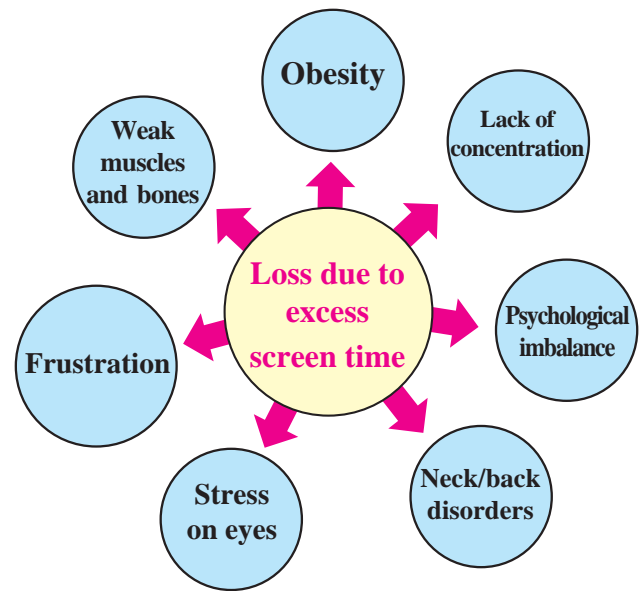 Obesity
Lack of
concentration
Psychological
imbalance
Neck/back
disorders
Stress
on eyes
Frustration
Weak
muscles
and bones
Loss due to
excess
screen time